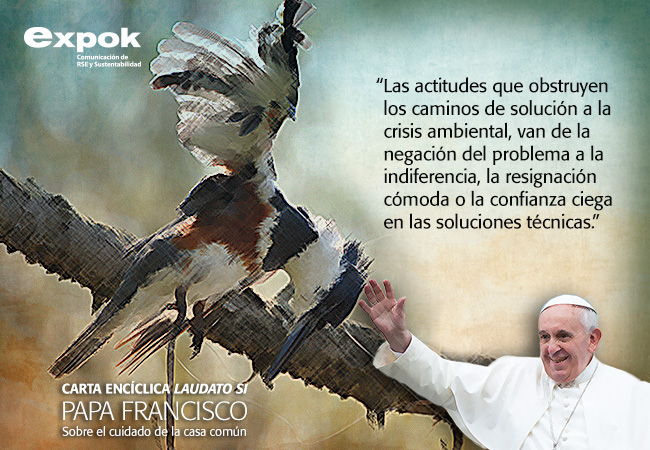 expok
Comunicación de
RSE y Sustentabilidad
“Las actitudes que obstruyen
los caminos de solución a la
crisis ambiental, van de la
negación del problema a la
indiferencia, la resignación
cómoda o la confianza ciega
en las soluciones técnicas.”
CARTA ENCÍCLICA LAUDATO SI
PAPA FRANCISCO
Sobre el cuidado de la casa común